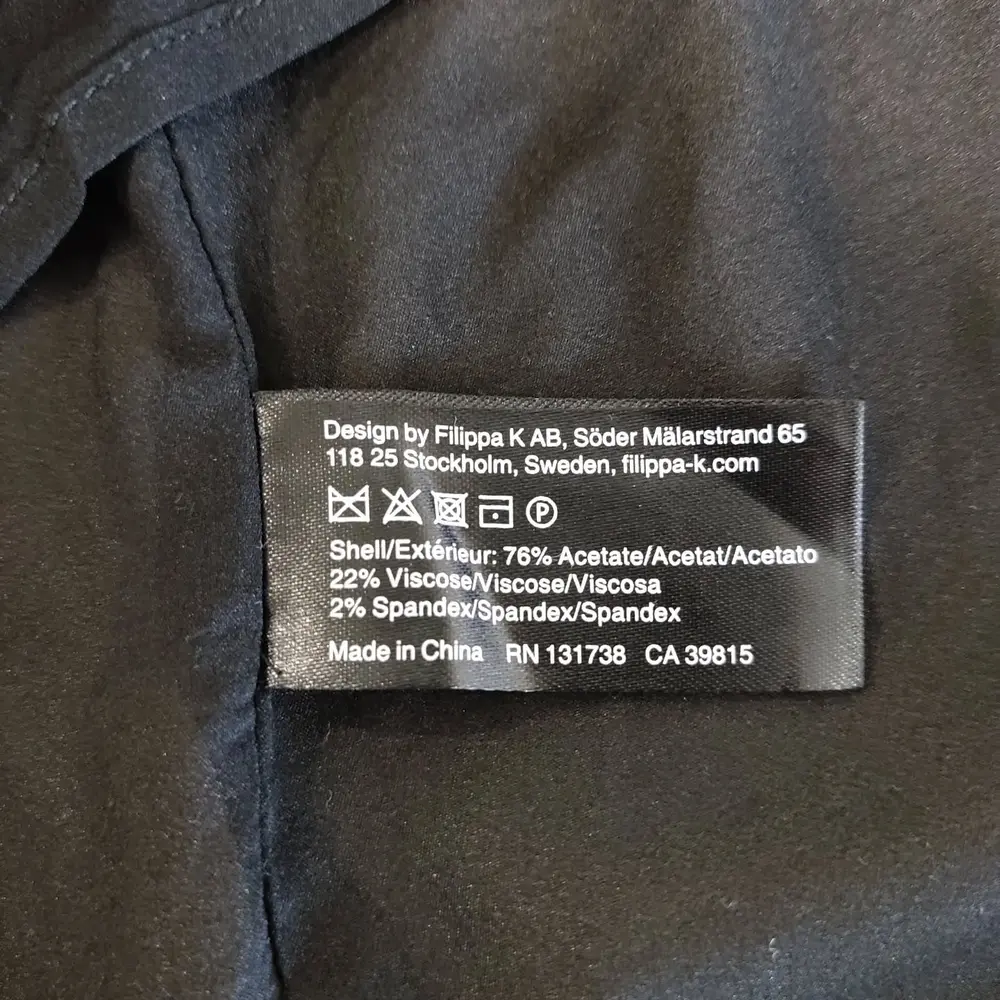 Design by Filippa K AB, Söder Mälarstrand 65
118 25 Stockholm, Sweden, filippa-k.com
P
Shell/Extérieur: 76% Acetate/Acetat/Acetato
22% Viscose/Viscose/Viscosa
2% Spandex/Spandex/Spandex
Made in China RN 131738 CA 39815